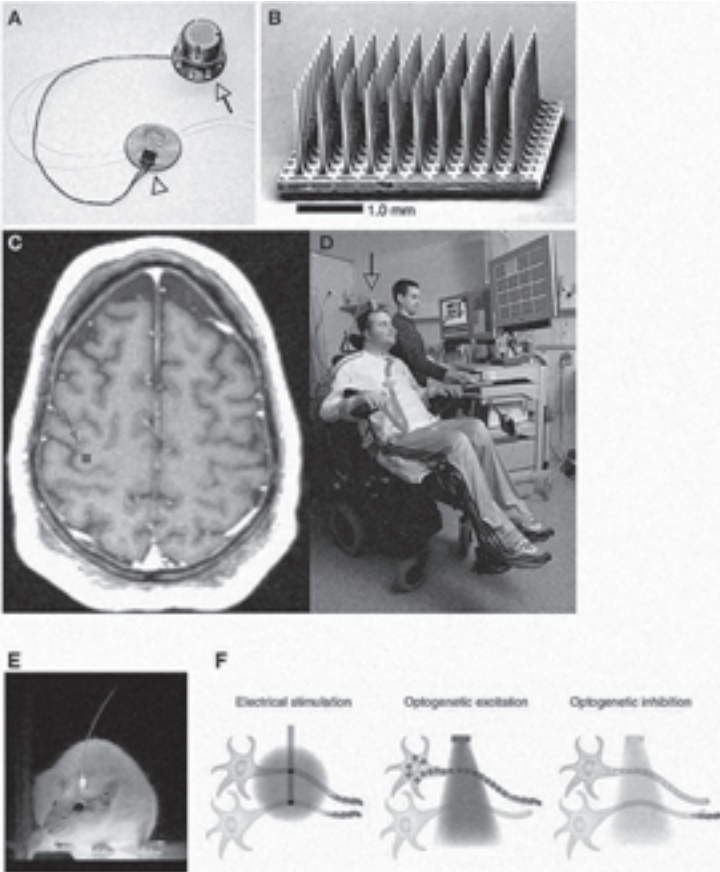 A
B
1.0 mm
C
D
E
F
Electrical stimulation
Optogenetic excitation
Optogenetic inhibition